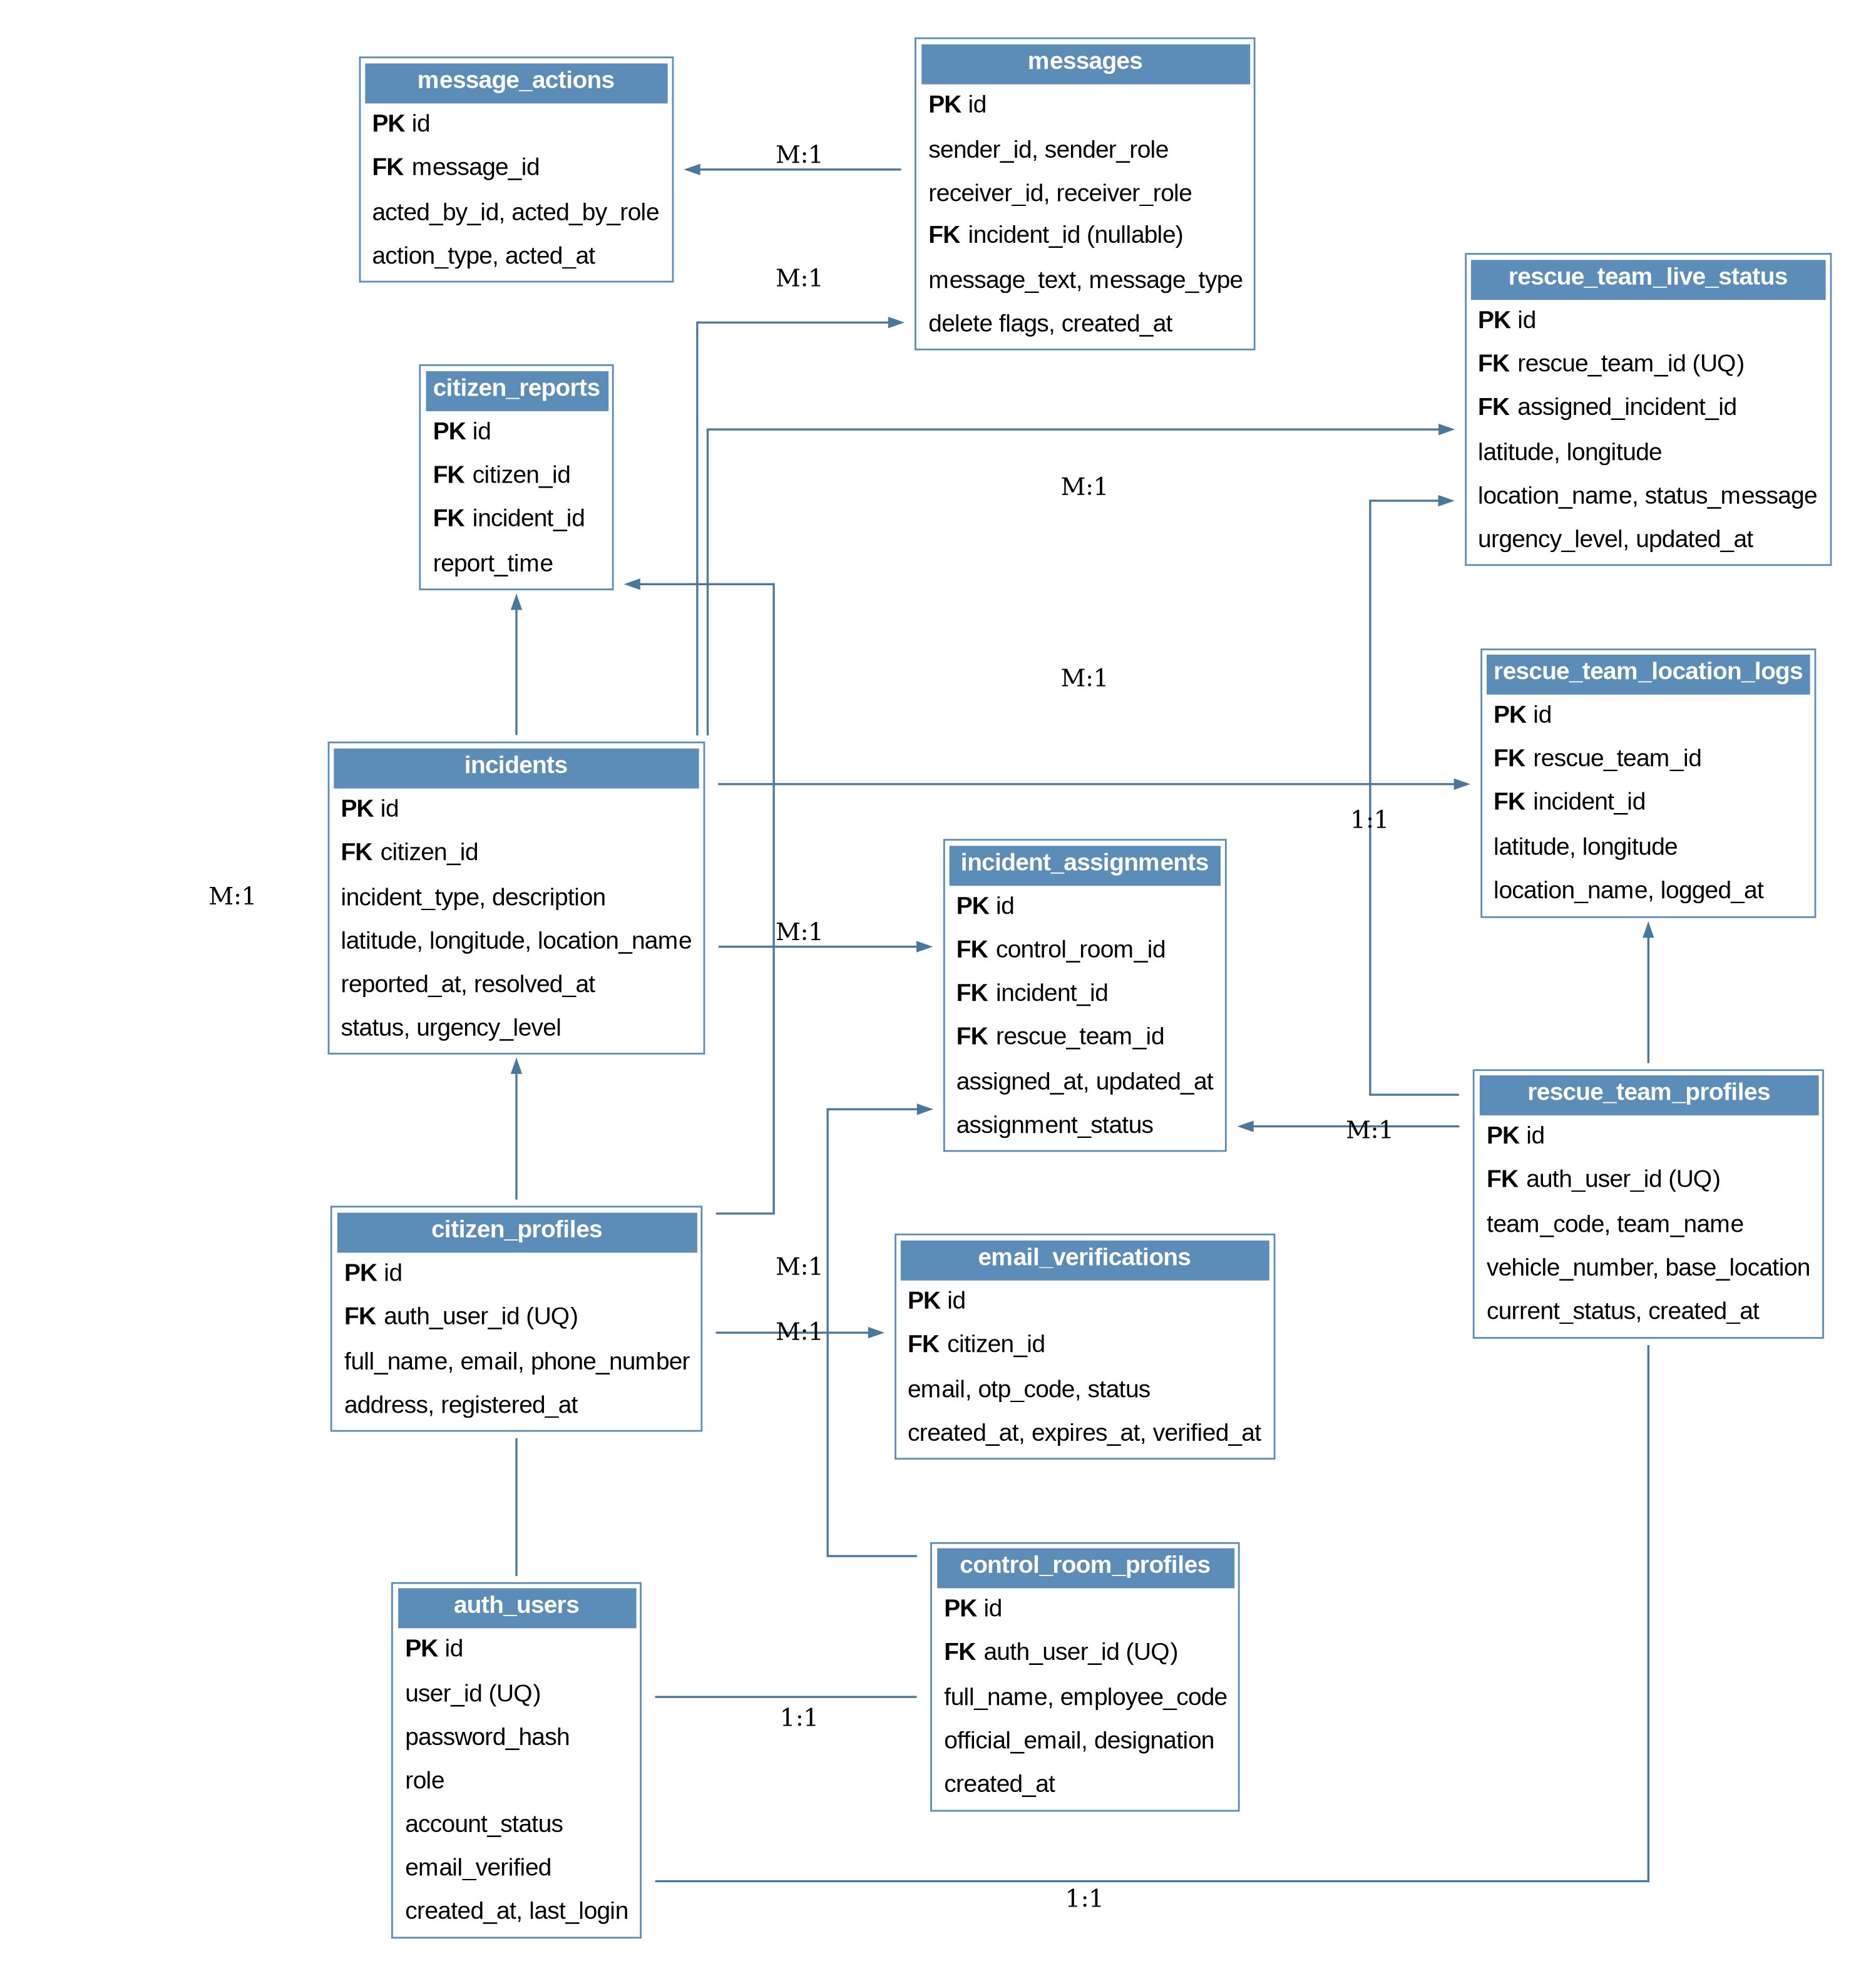 message_actions
PK id
FK message_id
acted_by_id, acted_by_role
action_type, acted_at
M:1
messages
PK id
sender_id, sender_role
receiver_id, receiver_role
FK incident_id (nullable)
message_text, message_type
delete flags, created_at
M:1
rescue_team_live_status
PK id
FK rescue_team_id (UQ)
FK assigned_incident_id
latitude, longitude
location_name, status_message
urgency_level, updated_at
citizen_reports
PK id
FK citizen_id
FK incident_id
report_time
M:1
M:1
rescue_team_location_logs
PK id
FK rescue_team_id
FK incident_id
latitude, longitude
location_name, logged_at
incidents
PK id
FK citizen_id
incident_type, description
latitude, longitude, location_name
reported_at, resolved_at
status, urgency_level
M:1
M:1
1:1
incident_assignments
PK id
FK control_room_id
FK incident_id
FK rescue_team_id
assigned_at, updated_at
assignment_status
M:1
rescue_team_profiles
PK id
FK auth_user_id (UQ)
team_code, team_name
vehicle_number, base_location
current_status, created_at
citizen_profiles
PK id
FK auth_user_id (UQ)
full_name, email, phone_number
address, registered_at
M:1
M:1
email_verifications
PK id
FK citizen_id
email, otp_code, status
created_at, expires_at, verified_at
control_room_profiles
PK id
FK auth_user_id (UQ)
full_name, employee_code
official_email, designation
created_at
auth_users
PK id
user_id (UQ)
password_hash
role
account_status
email_verified
created_at, last_login
1:1
1:1